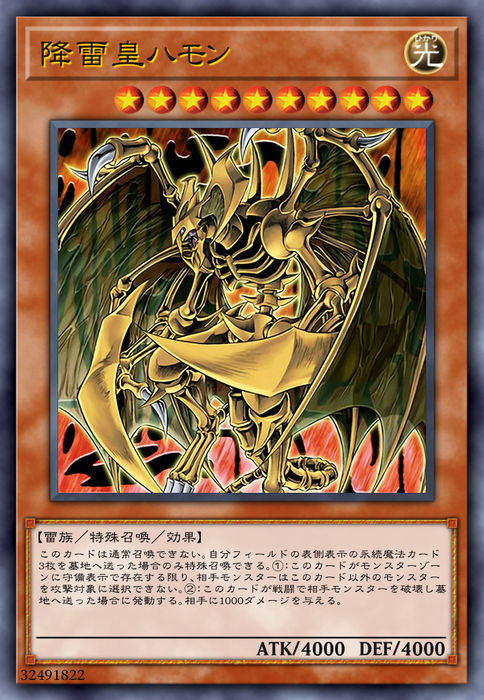 降雷皇ハモン
光
ひかり
【雷族／特殊召喚／効果】
このカードは通常召喚できない。自分フィールドの表側表示の永続魔法カード
3枚を墓地へ送った場合のみ特殊召喚できる。①：このカードがモンスターゾー
ンに守備表示で存在する限り、相手モンスターはこのカード以外のモンスター
を攻撃対象に選択できない。②：このカードが戦闘で相手モンスターを破壊し墓
地へ送った場合に発動する。相手に1000ダメージを与える。
ATK/4000 DEF/4000
32491822